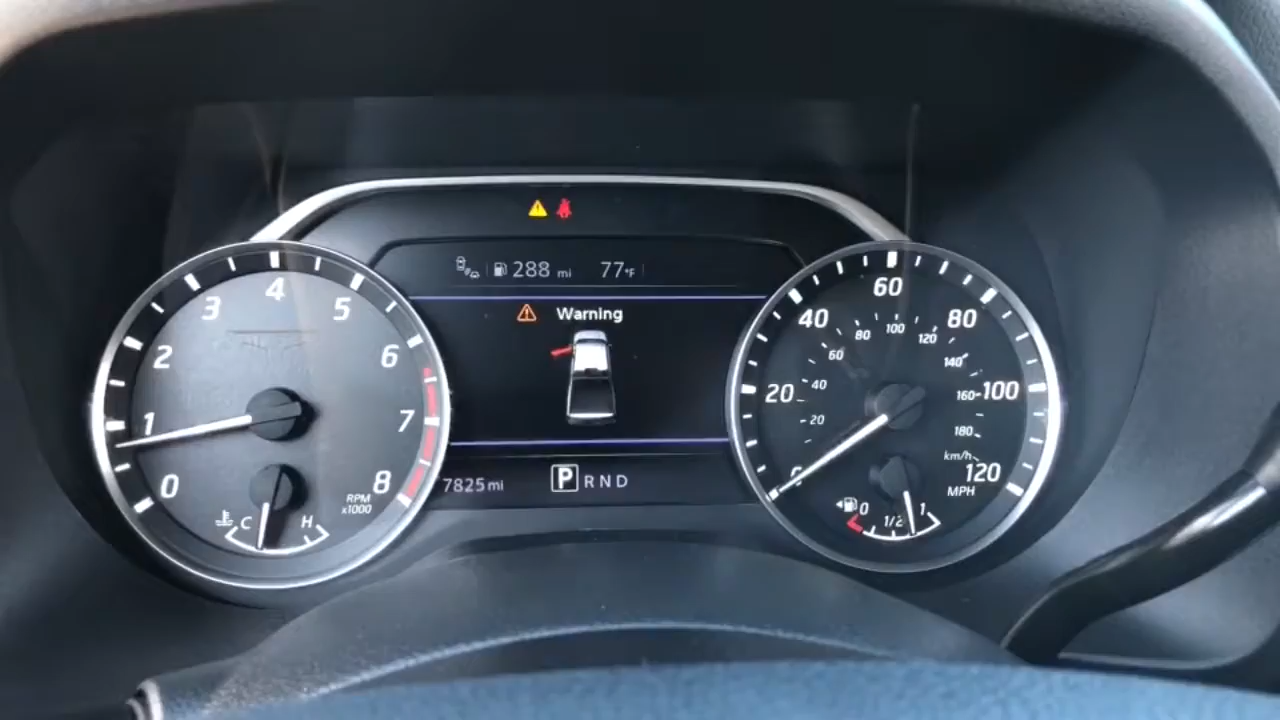 288 mi 77°F
Warning
7825 mi P R N D
0 1 2 3 4 5 6 7 8
RPM
x1000
C H
0 20 40 60 80 100 120
MPH
20 40 60 80 100 120 140 160 180
km/h
0 1/2 1